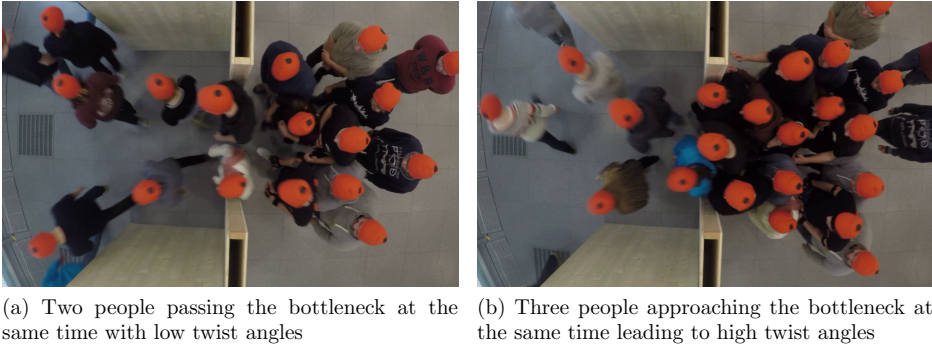 (a) Two people passing the bottleneck at the
same time with low twist angles
(b) Three people approaching the bottleneck at
the same time leading to high twist angles